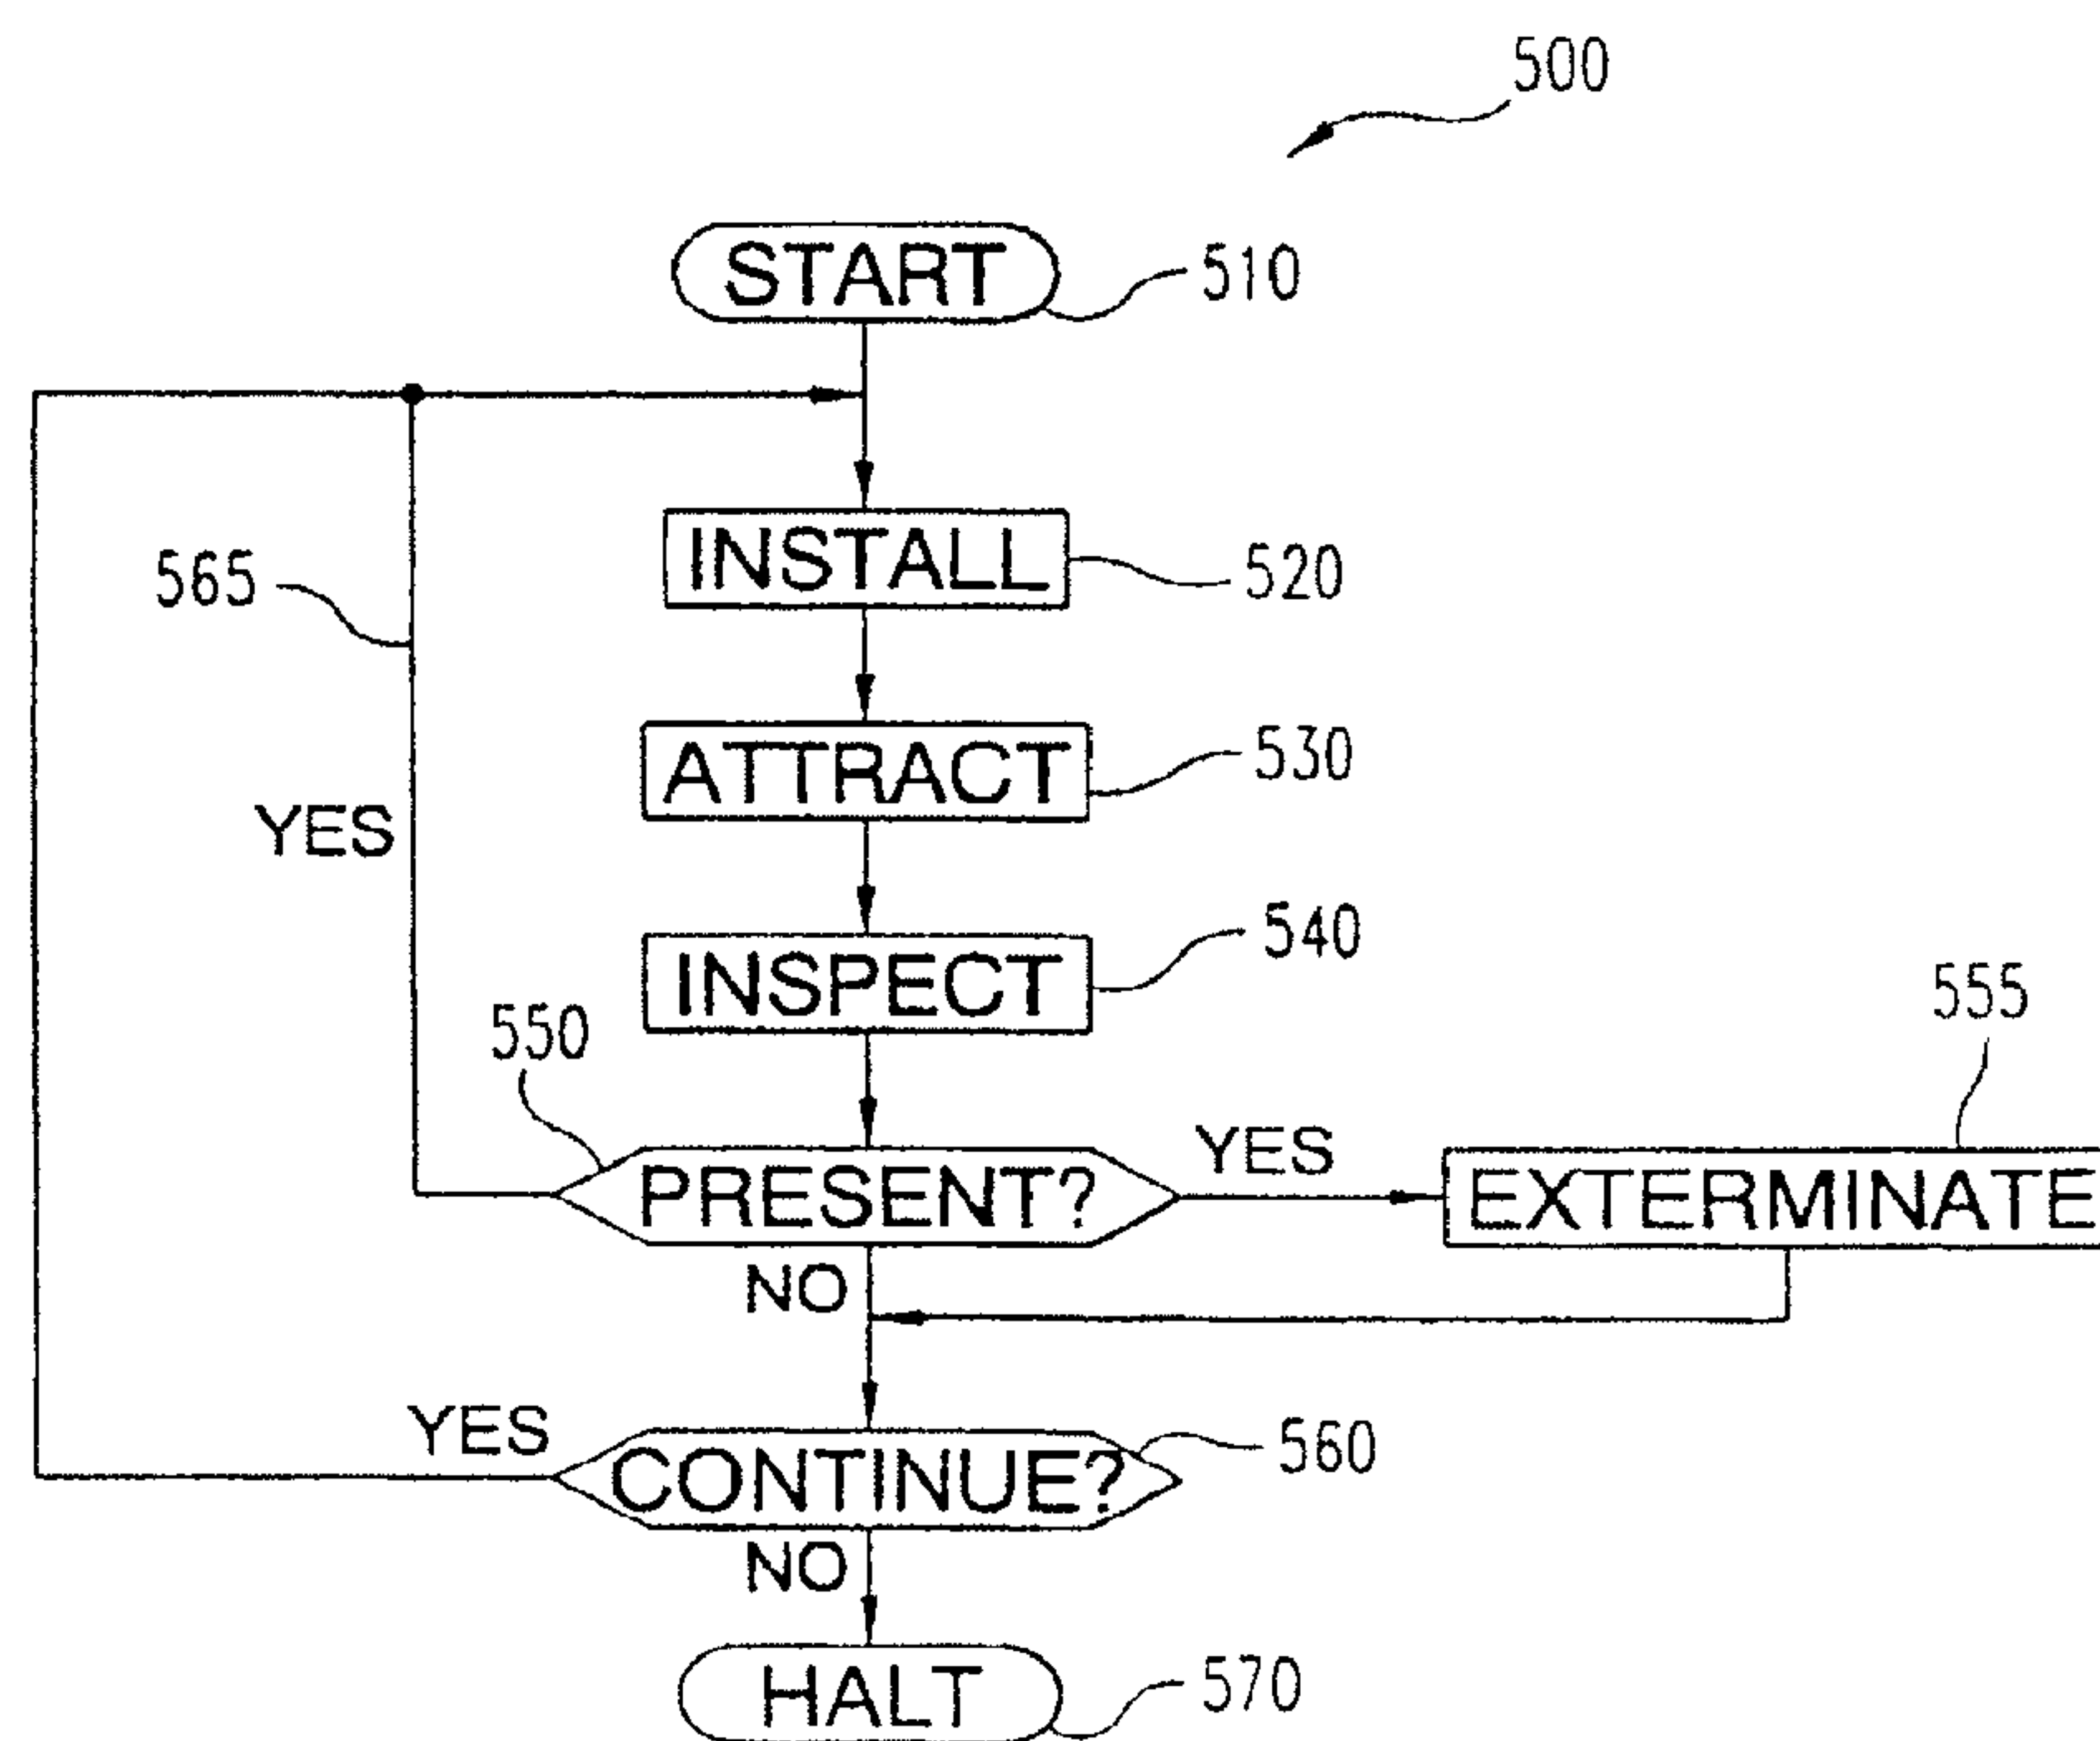 500
START
510
INSTALL
520
565
ATTRACT
530
YES
INSPECT
540
550
555
PRESENT?
YES
EXTERMINATE
NO
YES
CONTINUE?
560
NO
HALT
570